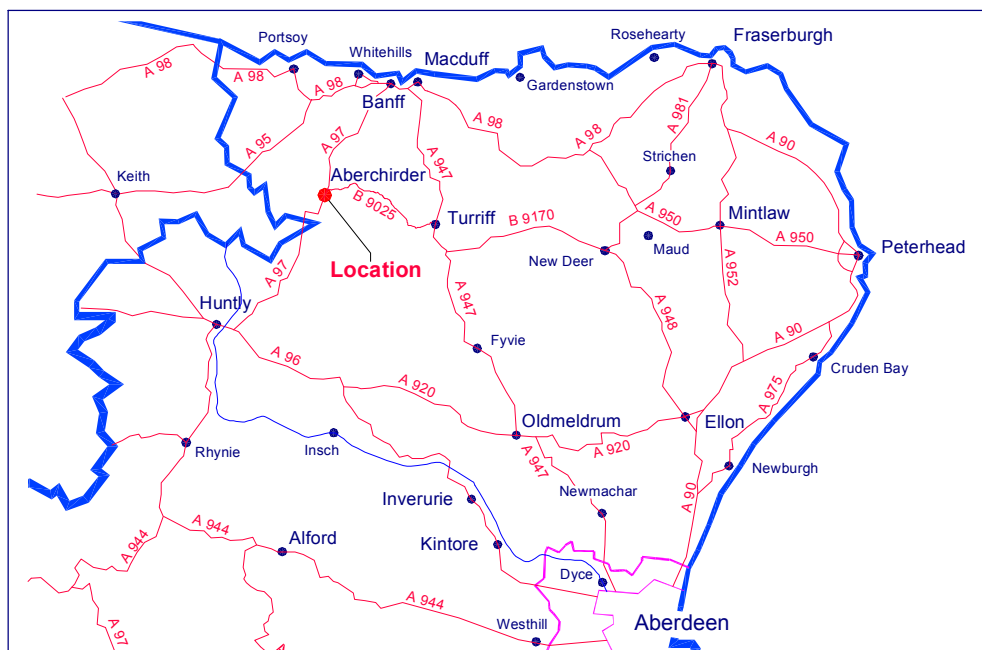 Portsoy
Whitehills
Macduff
Rosehearty
Fraserburgh
A 98
A 98
A 98
Gardenstown
Banff
A 98
A 98
A 981
A 90
A 95
A 97
A 947
Strichen
Keith
Aberchirder
B 9025
Turriff
B 9170
A 950
Mintlaw
A 950
Maud
New Deer
Peterhead
Location
A 97
A 952
Huntly
A 947
A 948
A 90
Fyvie
Cruden Bay
A 96
A 920
A 975
Oldmeldrum
Ellon
Rhynie
Insch
A 947
A 920
Newburgh
A 90
Inverurie
Newmachar
A 944
A 944
Alford
Kintore
Dyce
A 944
A 97
Westhill
Aberdeen